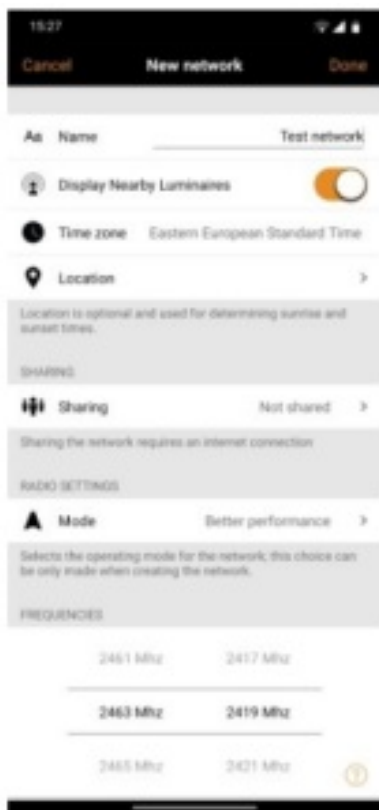 15:27
Cancel New network Done
Aa Name Test network
Display Nearby Luminaires
Time zone Eastern European Standard Time
Location >
Location is optional and used for determining sunrise and
sunset times.
SHARING
Sharing Not shared >
Sharing the network requires an internet connection
RADIO SETTINGS
Mode Better performance >
Selects the operating mode for the network, this choice can
be only made when creating the network.
FREQUENCIES
2461 Mhz 2417 Mhz
2463 Mhz 2419 Mhz
2465 Mhz 2421 Mhz
?